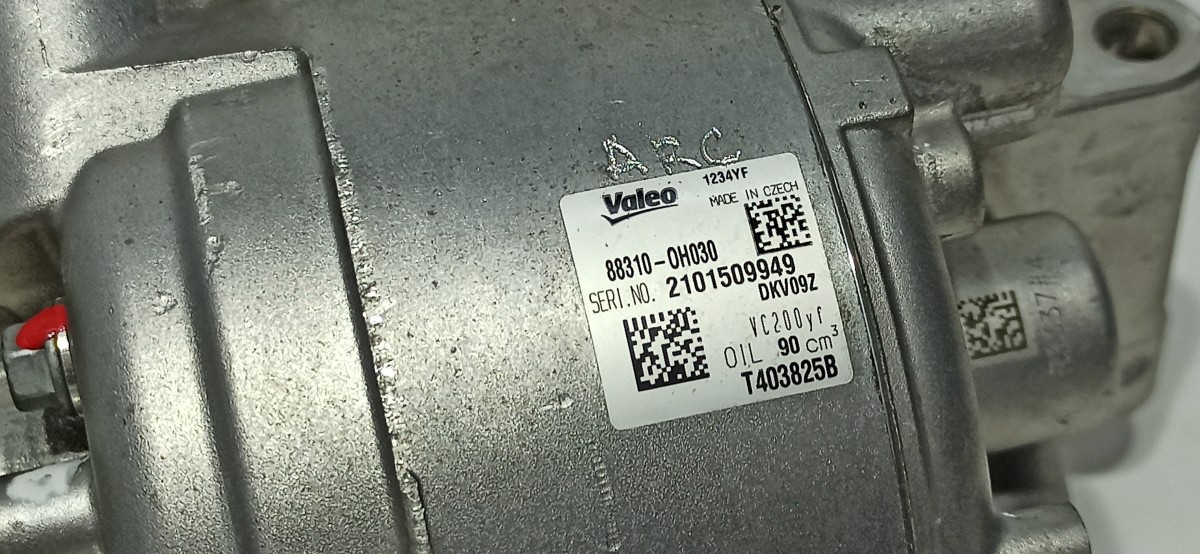 ARC
Valeo
1234YF
MADE IN CZECH
88310-0H030
SERI.NO. 2101509949
DKV09Z
VC200yf
OIL 90 cm³
T403825B